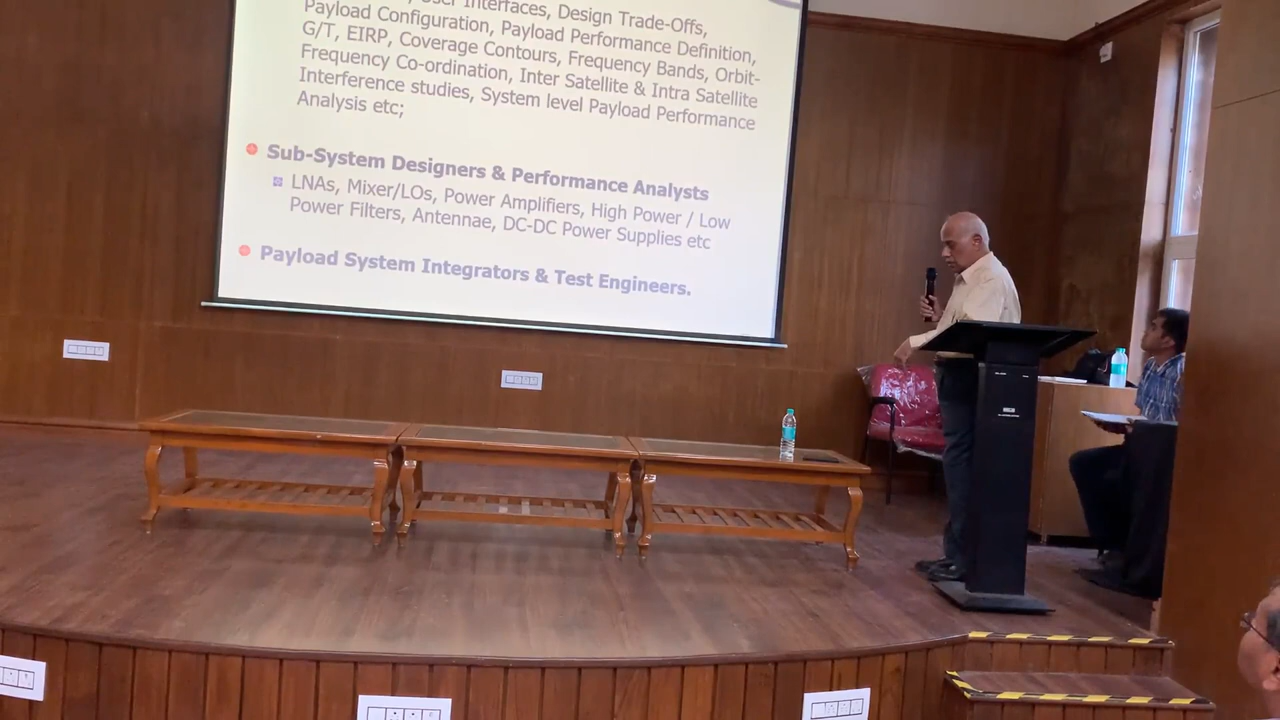 User Interfaces, Design Trade-Offs,
Payload Configuration, Payload Performance Definition,
G/T, EIRP, Coverage Contours, Frequency Bands, Orbit-
Frequency Co-ordination, Inter Satellite & Intra Satellite
Interference studies, System level Payload Performance
Analysis etc;
Sub-System Designers & Performance Analysts
LNAs, Mixer/LOs, Power Amplifiers, High Power / Low
Power Filters, Antennae, DC-DC Power Supplies etc
Payload System Integrators & Test Engineers.